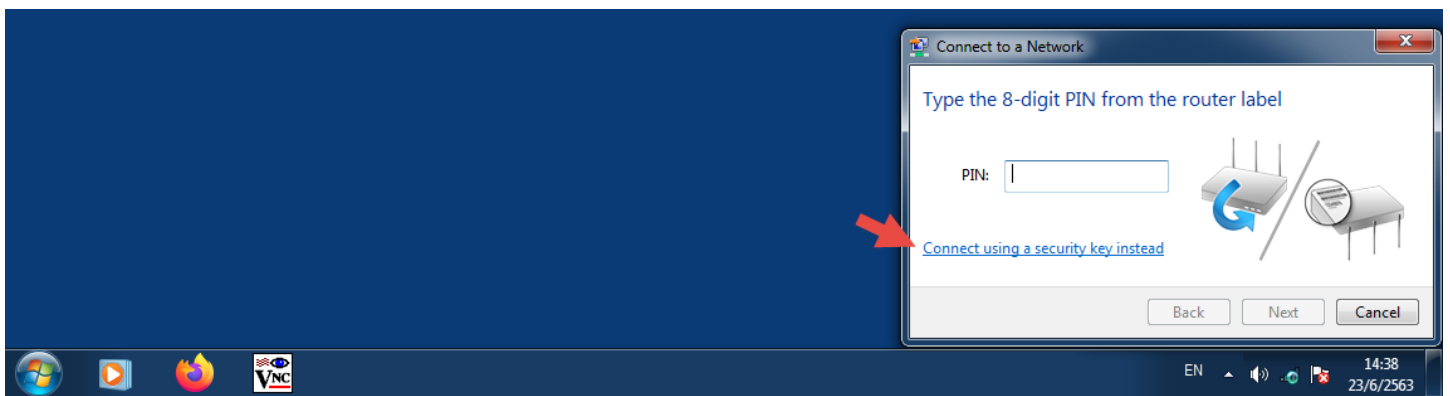 Connect to a Network
Type the 8-digit PIN from the router label
PIN:
Connect using a security key instead
Back Next Cancel
VNC
EN 14:38
23/6/2563